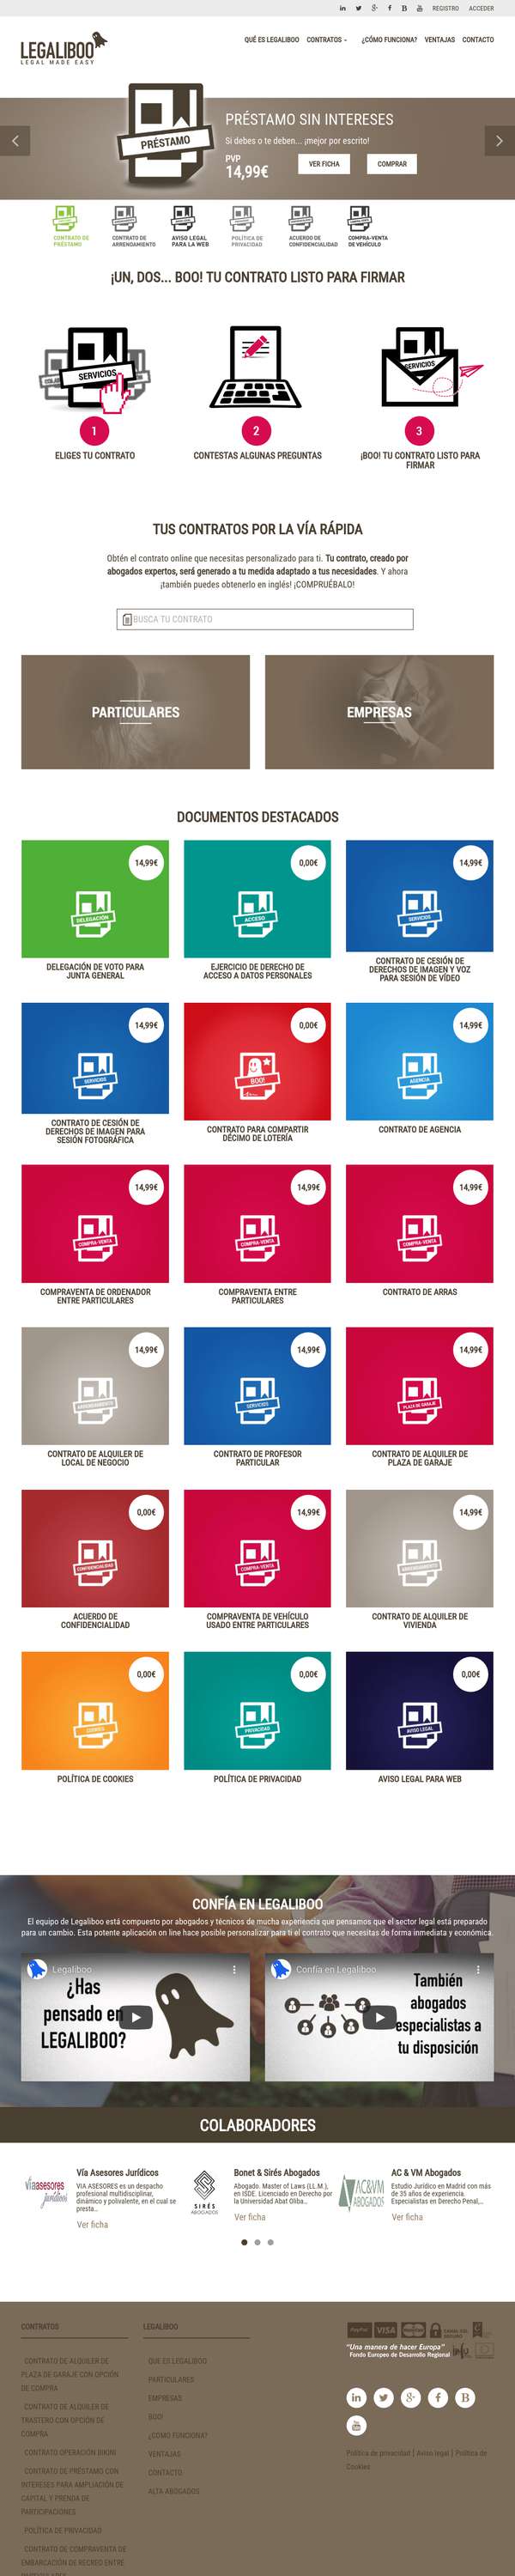 REGISTRO ACCEDER
LEGALIBOO
LEGAL MADE EASY
QUÉ ES LEGALIBOO CONTRATOS ¿CÓMO FUNCIONA? VENTAJAS CONTACTO
PRÉSTAMO
PRÉSTAMO SIN INTERESES
Si debes o te deben... ¡mejor por escrito!
PVP
14,99€
VER FICHA
COMPRAR
CONTRATO DE
PRÉSTAMO
CONTRATO DE
ARRENDAMIENTO
AVISO LEGAL
PARA LA WEB
POLÍTICA DE
PRIVACIDAD
ACUERDO DE
CONFIDENCIALIDAD
COMPRA-VENTA
DE VEHÍCULO
¡UN, DOS... BOO! TU CONTRATO LISTO PARA FIRMAR
SERVICIOS
SERVICIOS
1
2
3
ELIGES TU CONTRATO
CONTESTAS ALGUNAS PREGUNTAS
¡BOO! TU CONTRATO LISTO PARA
FIRMAR
TUS CONTRATOS POR LA VÍA RÁPIDA
Obtén el contrato online que necesitas personalizado para ti. Tu contrato, creado por
abogados expertos, será generado a tu medida adaptado a tus necesidades. Y ahora
¡también puedes obtenerlo en inglés! ¡COMPRUÉBALO!
BUSCA TU CONTRATO
PARTICULARES
EMPRESAS
DOCUMENTOS DESTACADOS
14,99€
DELEGACIÓN
DELEGACIÓN DE VOTO PARA
JUNTA GENERAL
0,00€
ACCESO
EJERCICIO DE DERECHO DE
ACCESO A DATOS PERSONALES
14,99€
SERVICIOS
CONTRATO DE CESIÓN DE
DERECHOS DE IMAGEN Y VOZ
PARA SESIÓN DE VÍDEO
14,99€
SERVICIOS
CONTRATO DE CESIÓN DE
DERECHOS DE IMAGEN PARA
SESIÓN FOTOGRÁFICA
0,00€
BOO!
CONTRATO PARA COMPARTIR
DÉCIMO DE LOTERÍA
14,99€
AGENCIA
CONTRATO DE AGENCIA
14,99€
COMPRA-VENTA
COMPRAVENTA DE ORDENADOR
ENTRE PARTICULARES
14,99€
COMPRA-VENTA
COMPRAVENTA ENTRE
PARTICULARES
14,99€
COMPRA-VENTA
CONTRATO DE ARRAS
14,99€
ARRENDAMIENTO
CONTRATO DE ALQUILER DE
LOCAL DE NEGOCIO
14,99€
SERVICIOS
CONTRATO DE PROFESOR
PARTICULAR
14,99€
PLAZA DE GARAJE
CONTRATO DE ALQUILER DE
PLAZA DE GARAJE
0,00€
CONFIDENCIALIDAD
ACUERDO DE
CONFIDENCIALIDAD
14,99€
COMPRA-VENTA
COMPRAVENTA DE VEHÍCULO
USADO ENTRE PARTICULARES
14,99€
ARRENDAMIENTO
CONTRATO DE ALQUILER DE
VIVIENDA
0,00€
COOKIES
POLÍTICA DE COOKIES
0,00€
PRIVACIDAD
POLÍTICA DE PRIVACIDAD
0,00€
AVISO LEGAL
AVISO LEGAL PARA WEB
CONFÍA EN LEGALIBOO
El equipo de Legaliboo está compuesto por abogados y técnicos de mucha experiencia que pensamos que el sector legal está preparado
para un cambio. Esta potente aplicación on line hace posible personalizar para ti el contrato que necesitas de forma inmediata y económica.
Legaliboo
¿Has
pensado en
LEGALIBOO?
Confía en Legaliboo
También
abogados
especialistas a
tu disposición
COLABORADORES
viaasesores
jurídicos
Vía Asesores Jurídicos
VIA ASESORES es un despacho
profesional multidisciplinar,
dinámico y polivalente, en el cual se
presta...
Ver ficha
SIRÉS
ABOGADOS
Bonet & Sirés Abogados
Abogado. Master of Laws (LL.M.),
en ISDE. Licenciado en Derecho por
la Universidad Abat Oliba...
Ver ficha
AC&VM
ABOGADOS
AC & VM Abogados
Estudio Jurídico en Madrid con más
de 35 años de experiencia.
Especialistas en Derecho Penal,...
Ver ficha
CONTRATOS
CONTRATO DE ALQUILER DE
PLAZA DE GARAJE CON OPCIÓN
DE COMPRA
CONTRATO DE ALQUILER DE
TRASTERO CON OPCIÓN DE
COMPRA
CONTRATO OPERACIÓN BIKINI
CONTRATO DE PRÉSTAMO CON
INTERESES PARA AMPLIACIÓN DE
CAPITAL Y PRENDA DE
PARTICIPACIONES
POLÍTICA DE PRIVACIDAD
CONTRATO DE COMPRAVENTA DE
EMBARCACIÓN DE RECREO ENTRE
LEGALIBOO
QUÉ ES LEGALIBOO
PARTICULARES
EMPRESAS
BOO!
¿CÓMO FUNCIONA?
VENTAJAS
CONTACTO
ALTA ABOGADOS
PayPal VISA
"Una manera de hacer Europa"
Fondo Europeo de Desarrollo Regional
Política de privacidad | Aviso legal | Política de
Cookies